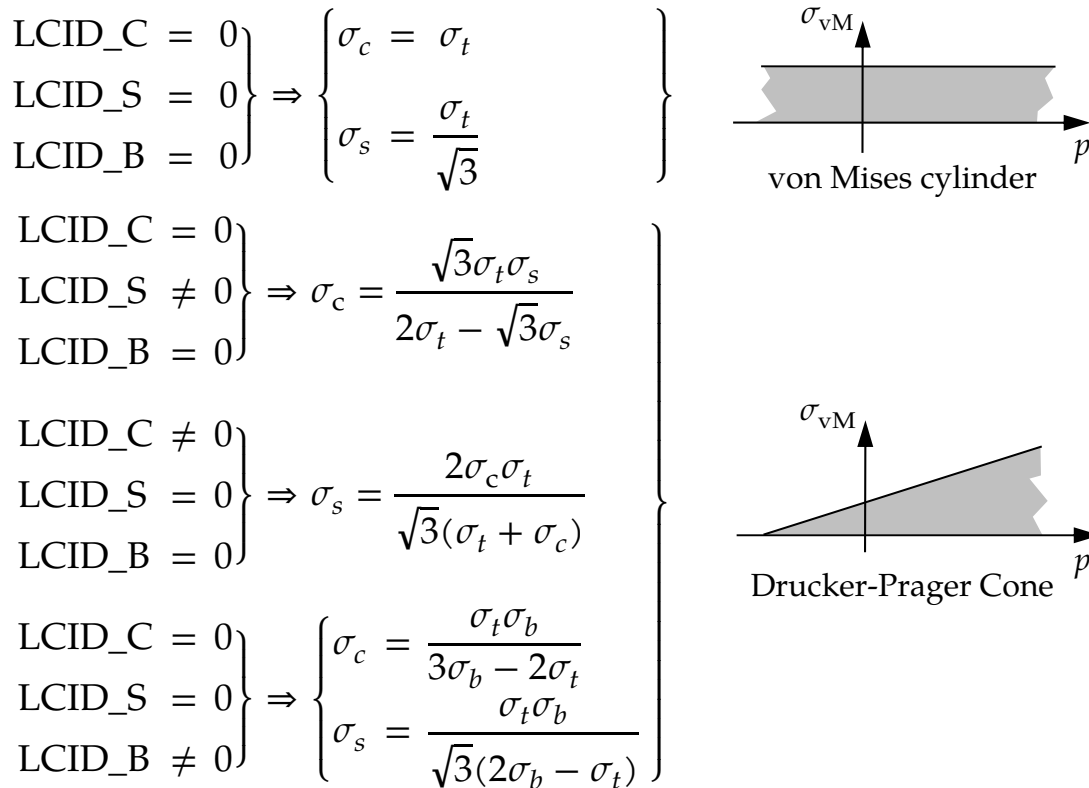 LCID_C = 0
LCID_S = 0
LCID_B = 0
⇒
σ_c = σ_t
σ_s = σ_t / √3
σ_vM
p
von Mises cylinder
LCID_C = 0
LCID_S ≠ 0
LCID_B = 0
⇒ σ_c = √3σ_tσ_s / (2σ_t − √3σ_s)
LCID_C ≠ 0
LCID_S = 0
LCID_B = 0
⇒ σ_s = 2σ_cσ_t / (√3(σ_t + σ_c))
σ_vM
p
Drucker-Prager Cone
LCID_C = 0
LCID_S = 0
LCID_B ≠ 0
⇒
σ_c = σ_tσ_b / (3σ_b − 2σ_t)
σ_s = σ_tσ_b / (√3(2σ_b − σ_t))